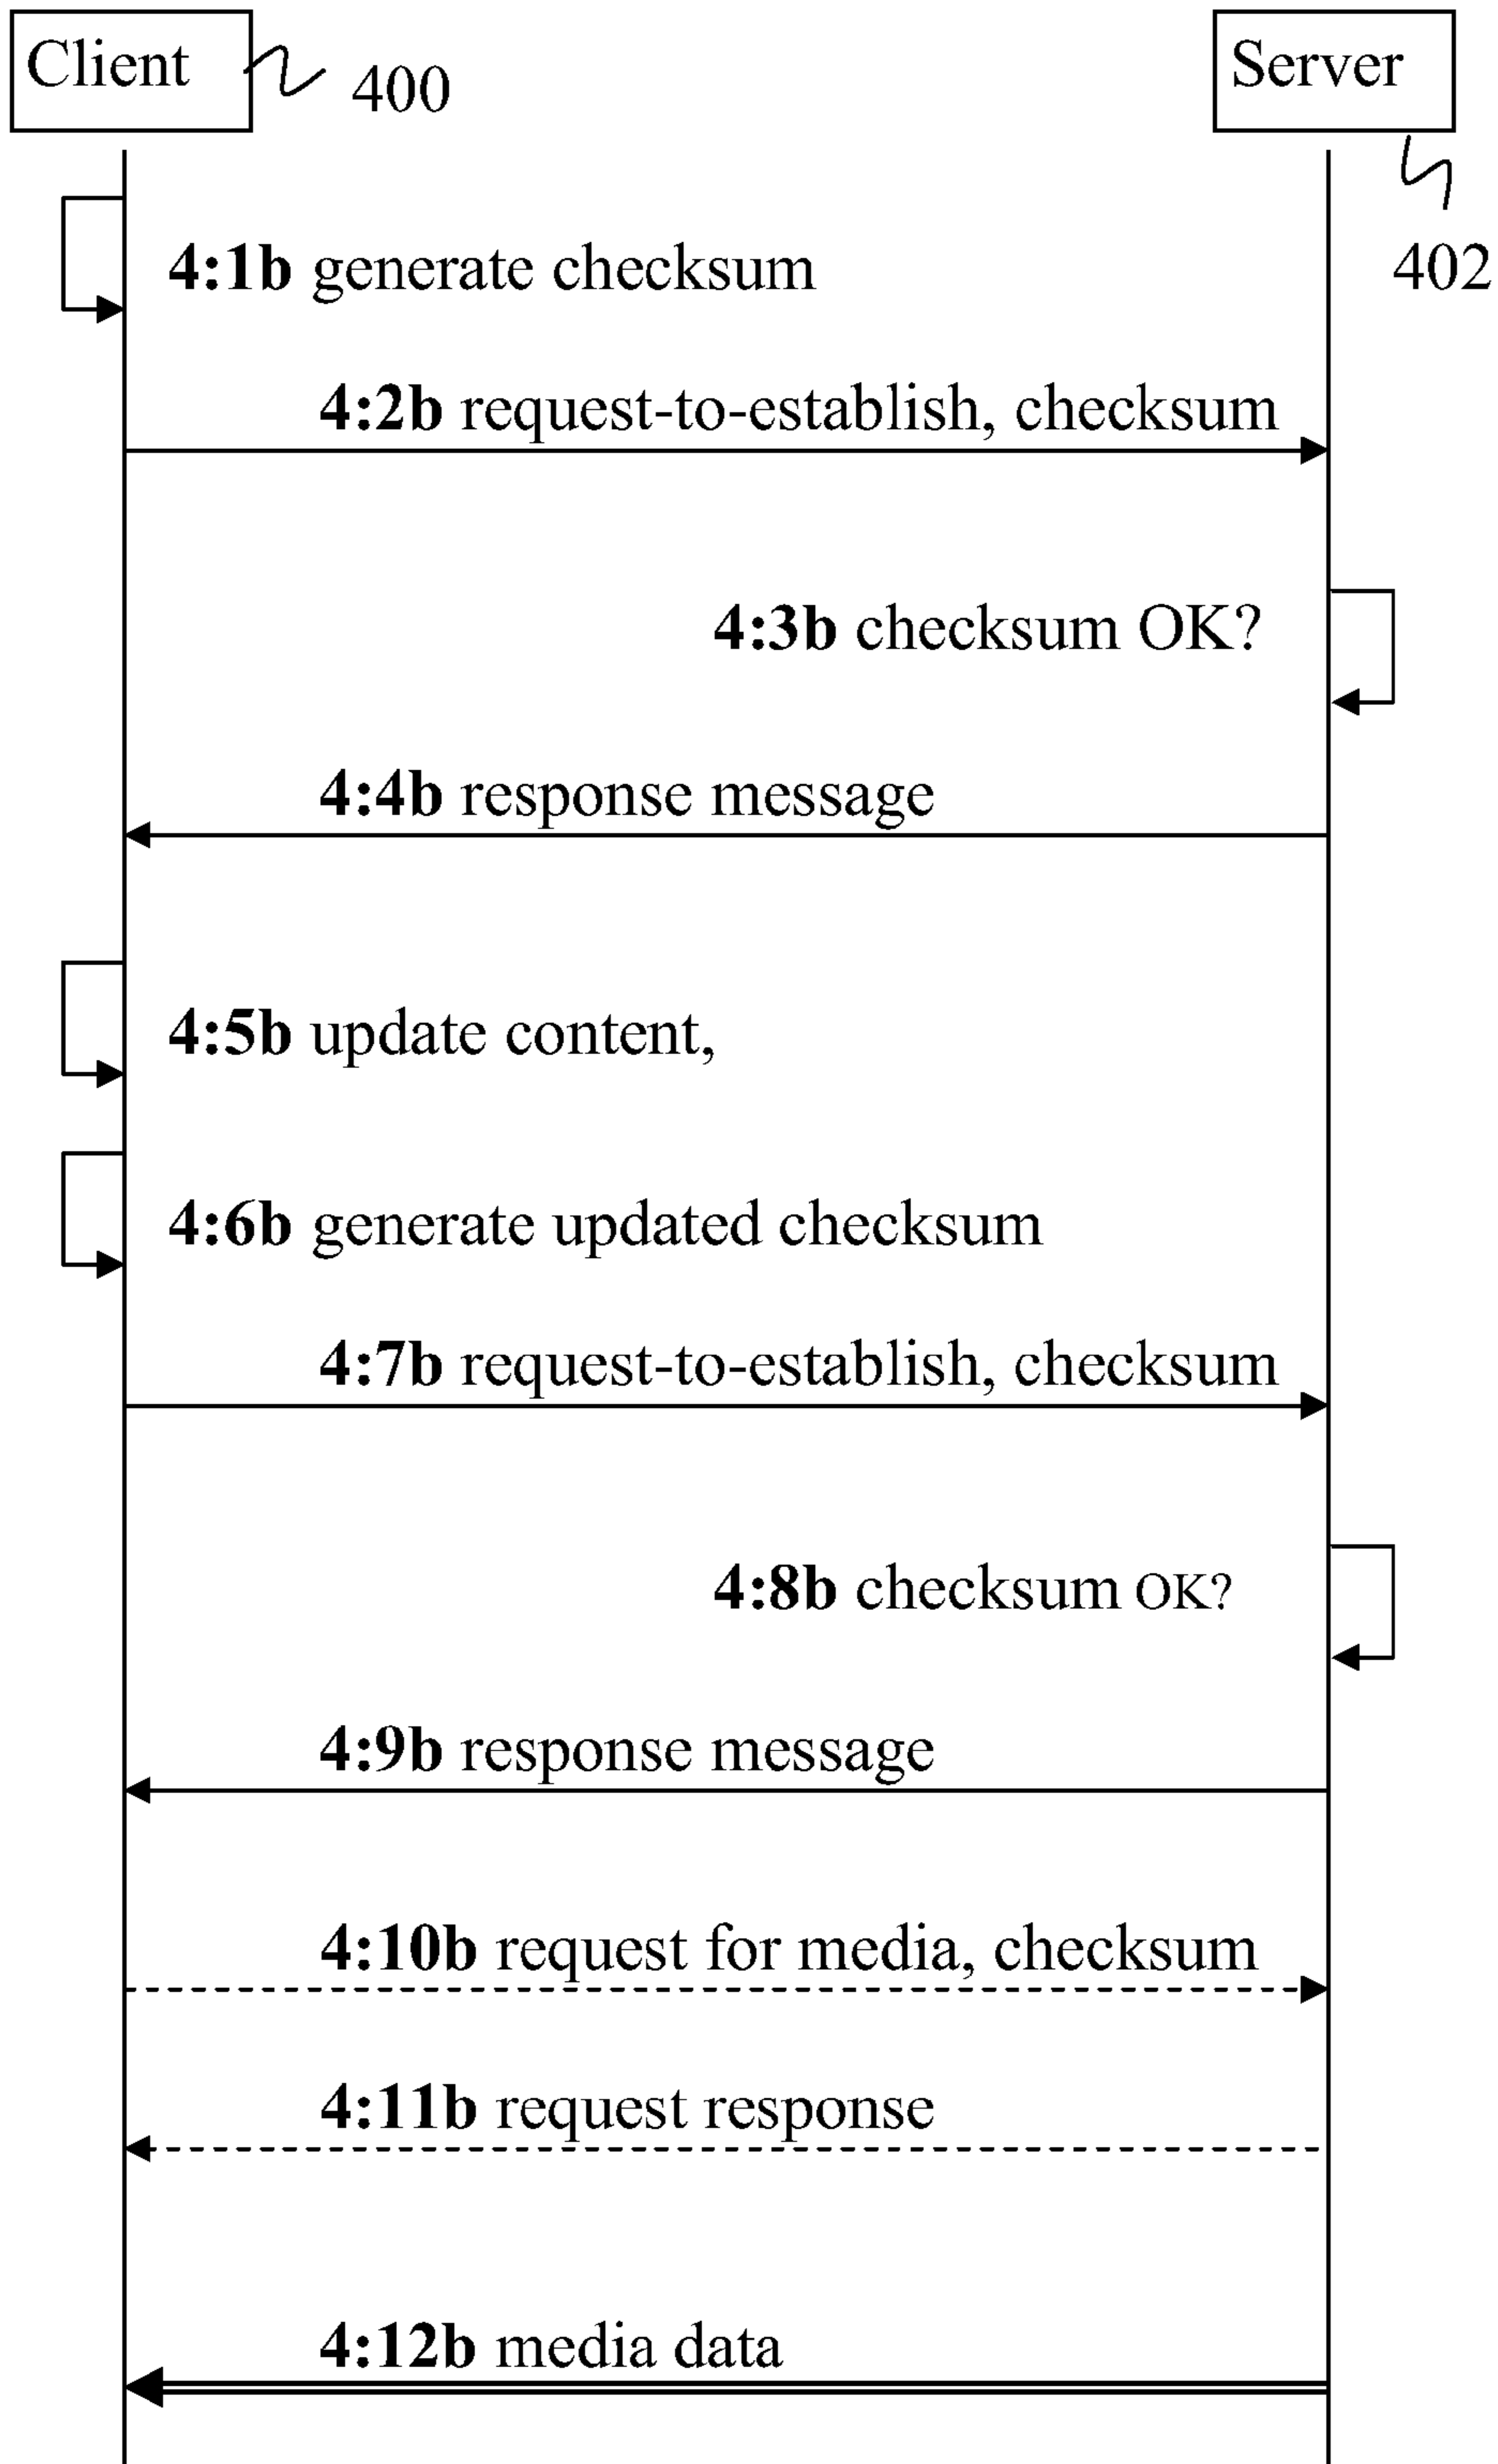 Client
400
Server
402
4:1b generate checksum
4:2b request-to-establish, checksum
4:3b checksum OK?
4:4b response message
4:5b update content,
4:6b generate updated checksum
4:7b request-to-establish, checksum
4:8b checksum OK?
4:9b response message
4:10b request for media, checksum
4:11b request response
4:12b media data